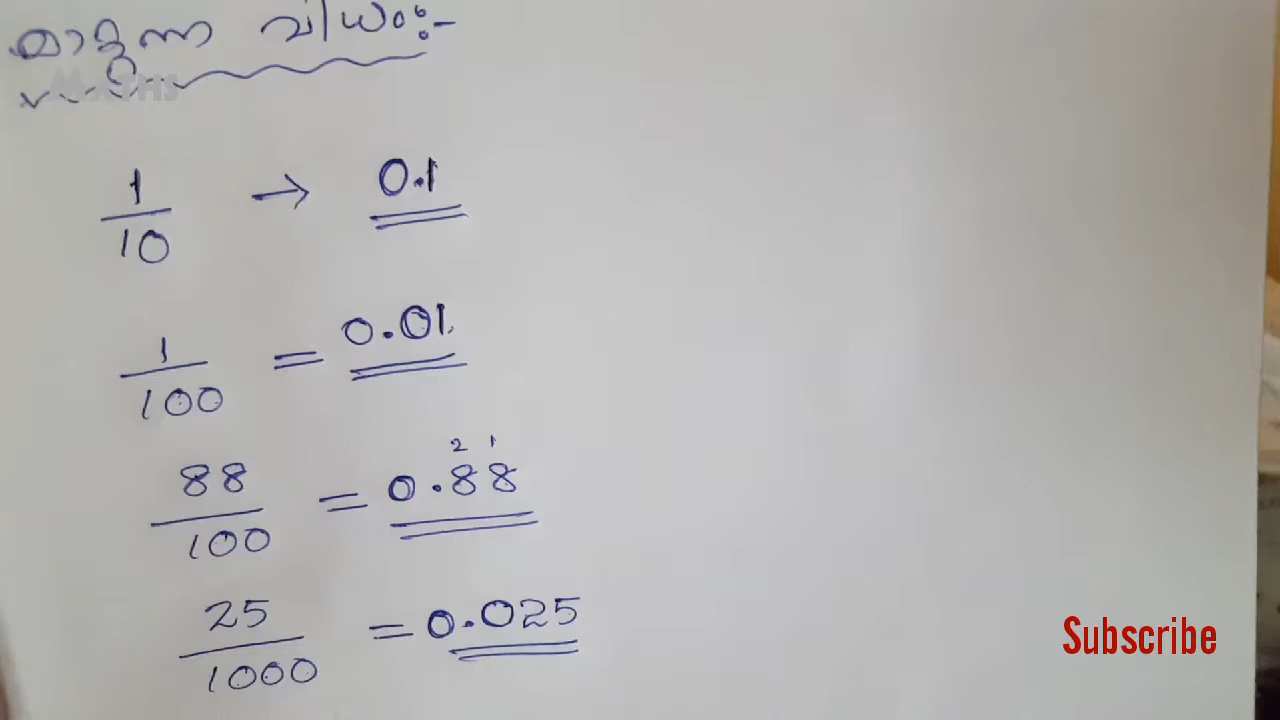 മാറ്റുന്ന വിധം:-
MATHS
1/10 → 0.1
1/100 = 0.01
2 1
88/100 = 0.88
25/1000 = 0.025
Subscribe